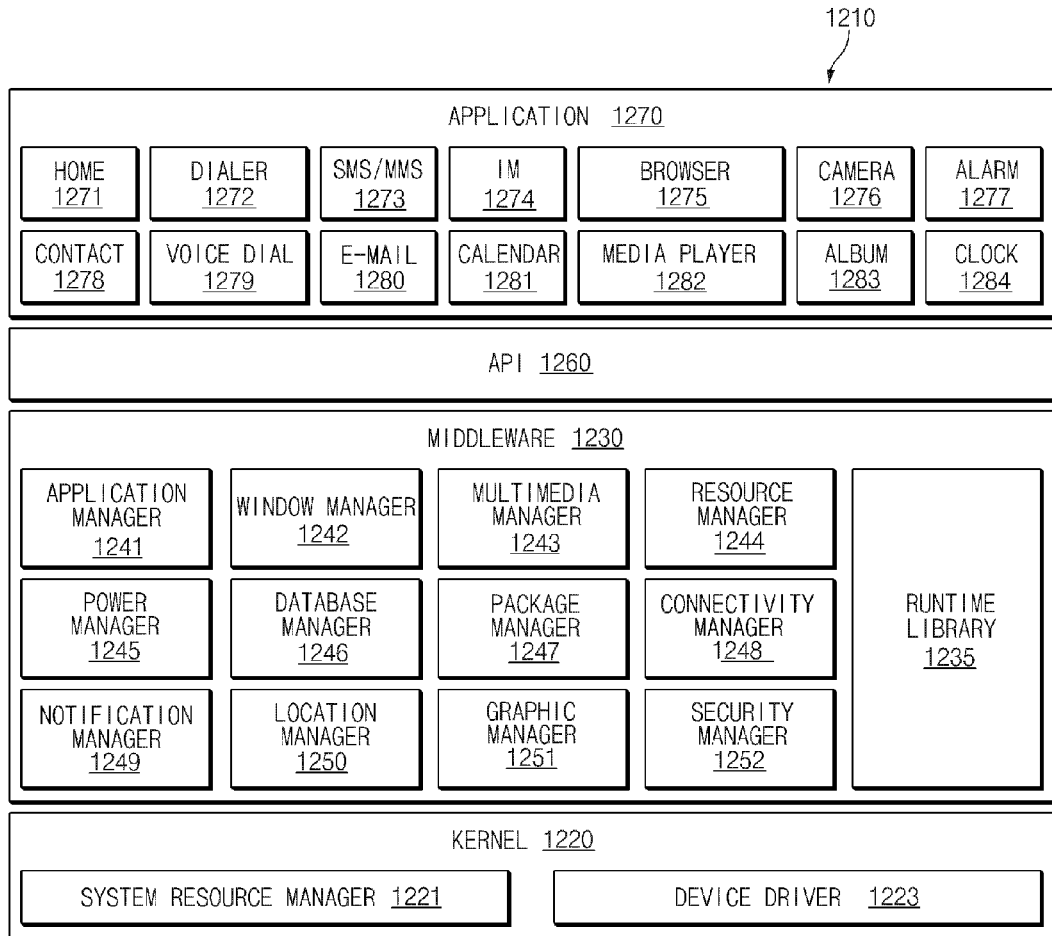 1210
APPLICATION 1270
HOME
1271
DIALER
1272
SMS/MMS
1273
IM
1274
BROWSER
1275
CAMERA
1276
ALARM
1277
CONTACT
1278
VOICE DIAL
1279
E-MAIL
1280
CALENDAR
1281
MEDIA PLAYER
1282
ALBUM
1283
CLOCK
1284
API 1260
MIDDLEWARE 1230
APPLICATION
MANAGER
1241
WINDOW MANAGER
1242
MULTIMEDIA
MANAGER
1243
RESOURCE
MANAGER
1244
POWER
MANAGER
1245
DATABASE
MANAGER
1246
PACKAGE
MANAGER
1247
CONNECTIVITY
MANAGER
1248
NOTIFICATION
MANAGER
1249
LOCATION
MANAGER
1250
GRAPHIC
MANAGER
1251
SECURITY
MANAGER
1252
RUNTIME
LIBRARY
1235
KERNEL 1220
SYSTEM RESOURCE MANAGER 1221
DEVICE DRIVER 1223